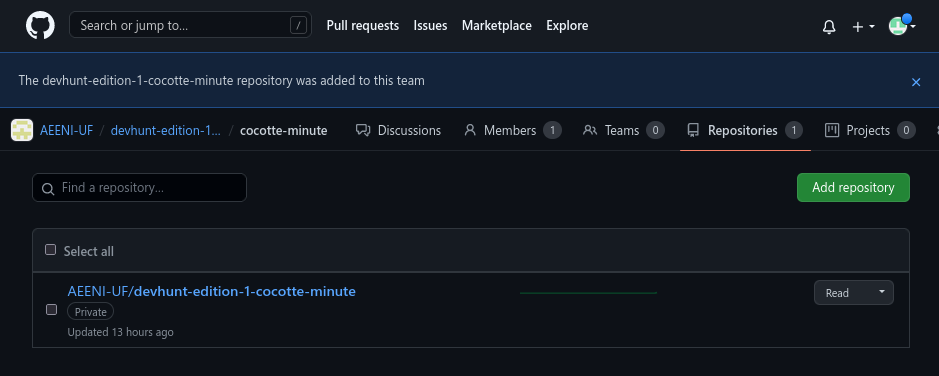 Search or jump to... /
Pull requests Issues Marketplace Explore
The devhunt-edition-1-cocotte-minute repository was added to this team
AEENI-UF / devhunt-edition-1... / cocotte-minute Discussions Members 1 Teams 0 Repositories 1 Projects 0
Find a repository... Add repository
Select all
AEENI-UF/devhunt-edition-1-cocotte-minute Read
Private
Updated 13 hours ago